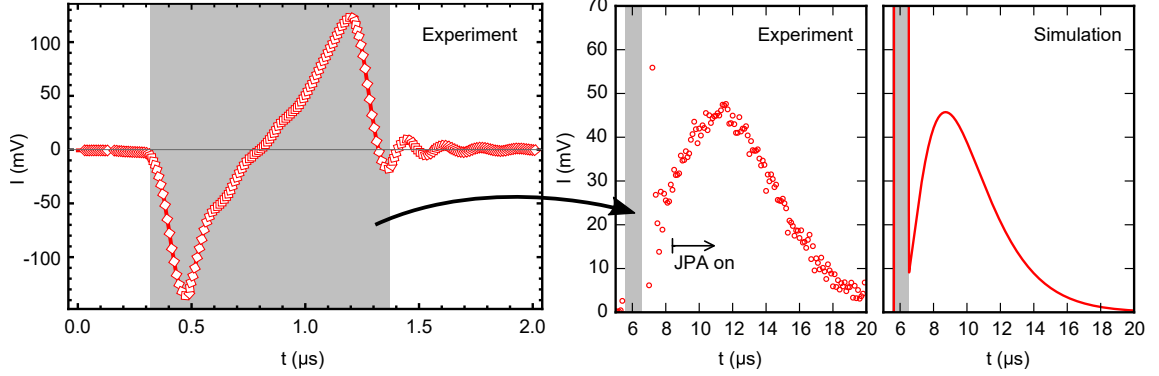 Experiment
100
50
0
-50
-100
I (mV)
0.0 0.5 1.0 1.5 2.0
t (µs)
Experiment
70
60
50
40
30
20
10
0
I (mV)
JPA on
6 8 10 12 14 16 18 20
t (µs)
Simulation
6 8 10 12 14 16 18 20
t (µs)